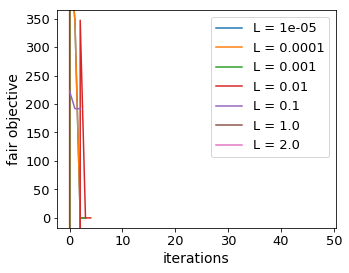 fair objective
350
300
250
200
150
100
50
0
0 10 20 30 40 50
iterations
L = 1e-05
L = 0.0001
L = 0.001
L = 0.01
L = 0.1
L = 1.0
L = 2.0